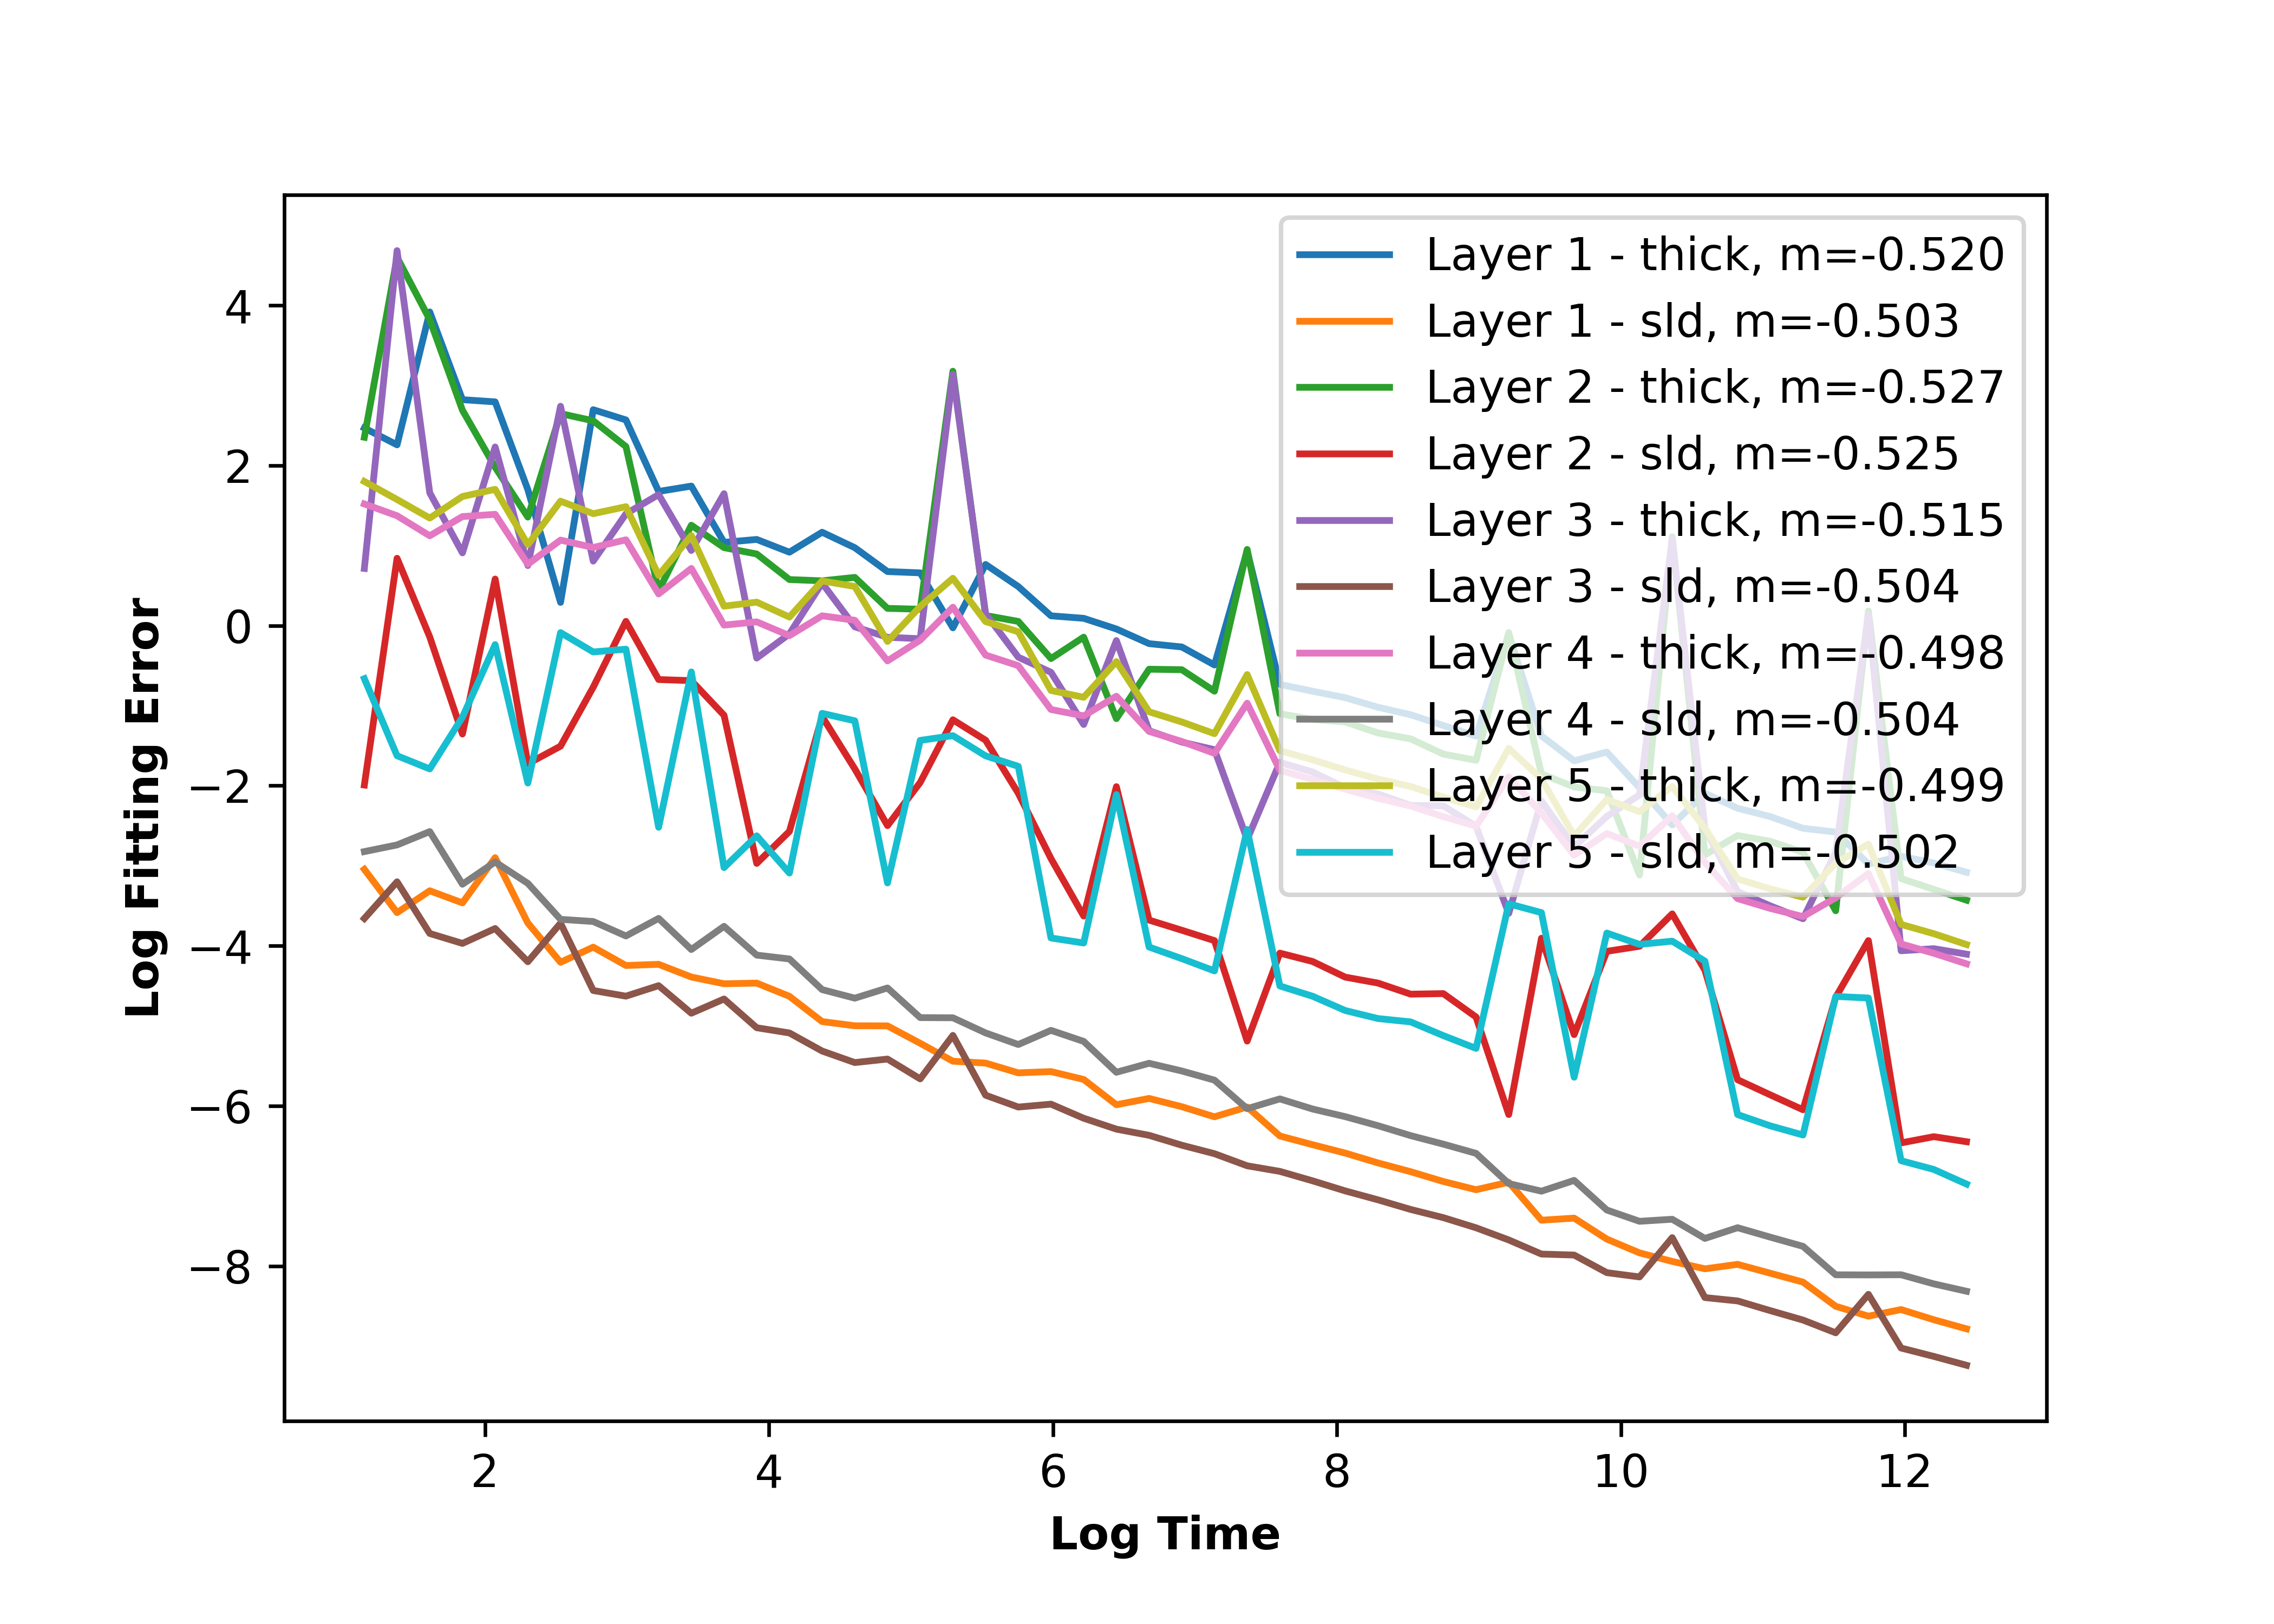 Log Fitting Error
4
2
0
−2
−4
−6
−8
Layer 1 - thick, m=-0.520
Layer 1 - sld, m=-0.503
Layer 2 - thick, m=-0.527
Layer 2 - sld, m=-0.525
Layer 3 - thick, m=-0.515
Layer 3 - sld, m=-0.504
Layer 4 - thick, m=-0.498
Layer 4 - sld, m=-0.504
Layer 5 - thick, m=-0.499
Layer 5 - sld, m=-0.502
2 4 6 8 10 12
Log Time